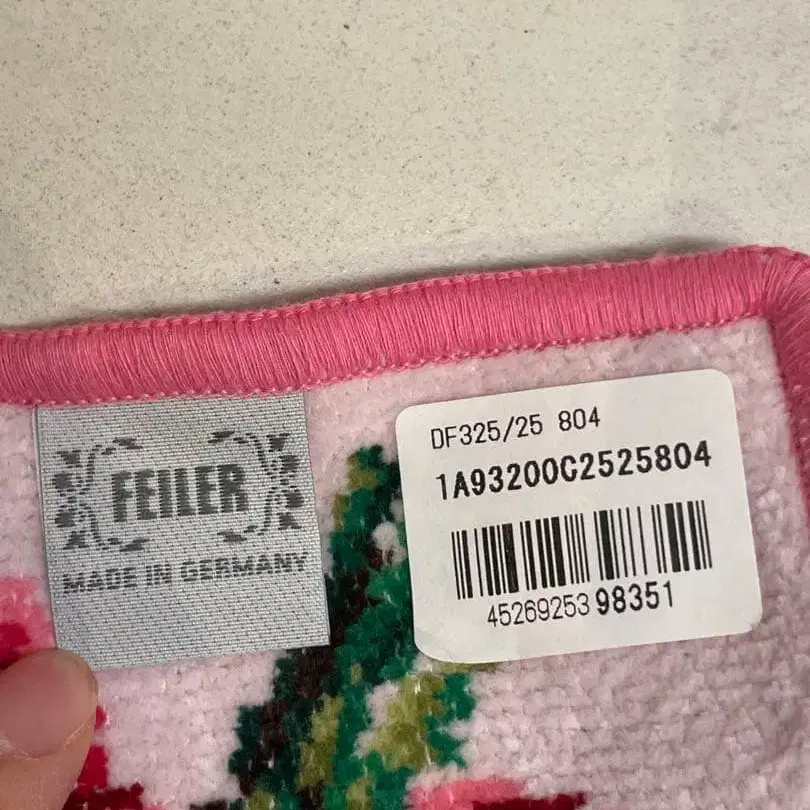 FEILER
MADE IN GERMANY
DF325/25 804
1A93200C2525804
4526925398351